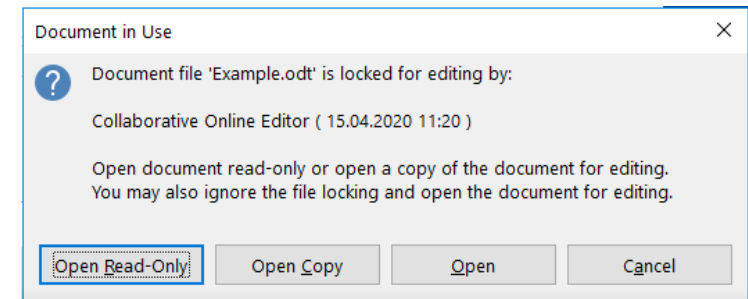 Document in Use
Document file 'Example.odt' is locked for editing by:
Collaborative Online Editor ( 15.04.2020 11:20 )
Open document read-only or open a copy of the document for editing.
You may also ignore the file locking and open the document for editing.
Open Read-Only
Open Copy
Open
Cancel